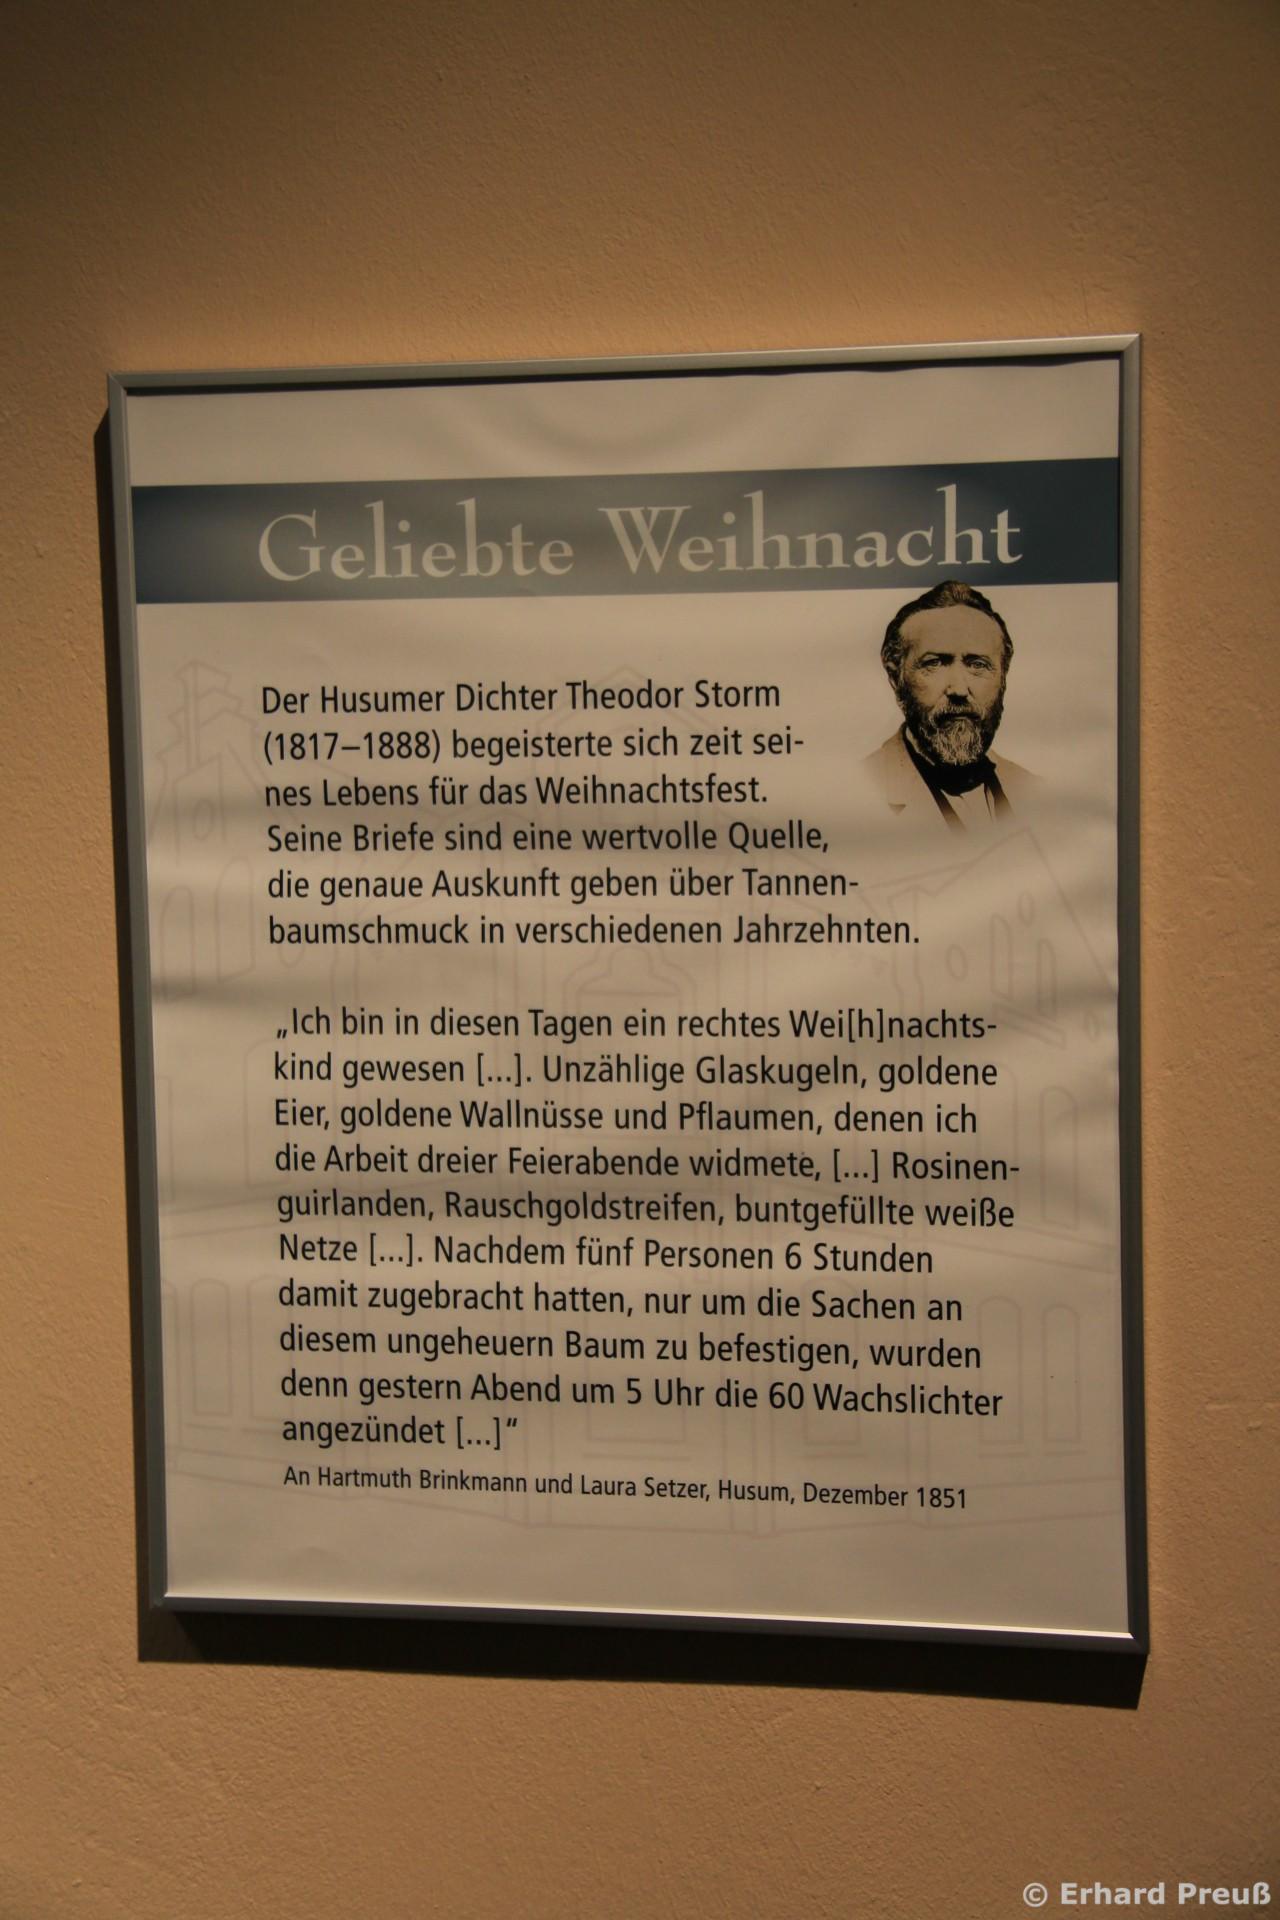 Geliebte Weihnacht
Der Husumer Dichter Theodor Storm
(1817–1888) begeisterte sich zeit sei-
nes Lebens für das Weihnachtsfest.
Seine Briefe sind eine wertvolle Quelle,
die genaue Auskunft geben über Tannen-
baumschmuck in verschiedenen Jahrzehnten.
„Ich bin in diesen Tagen ein rechtes Wei[h]nachts-
kind gewesen [...]. Unzählige Glaskugeln, goldene
Eier, goldene Wallnüsse und Pflaumen, denen ich
die Arbeit dreier Feierabende widmete, [...] Rosinen-
guirlanden, Rauschgoldstreifen, buntgefüllte weiße
Netze [...]. Nachdem fünf Personen 6 Stunden
damit zugebracht hatten, nur um die Sachen an
diesem ungeheuern Baum zu befestigen, wurden
denn gestern Abend um 5 Uhr die 60 Wachslichter
angezündet [...]“
An Hartmuth Brinkmann und Laura Setzer, Husum, Dezember 1851
© Erhard Preuß